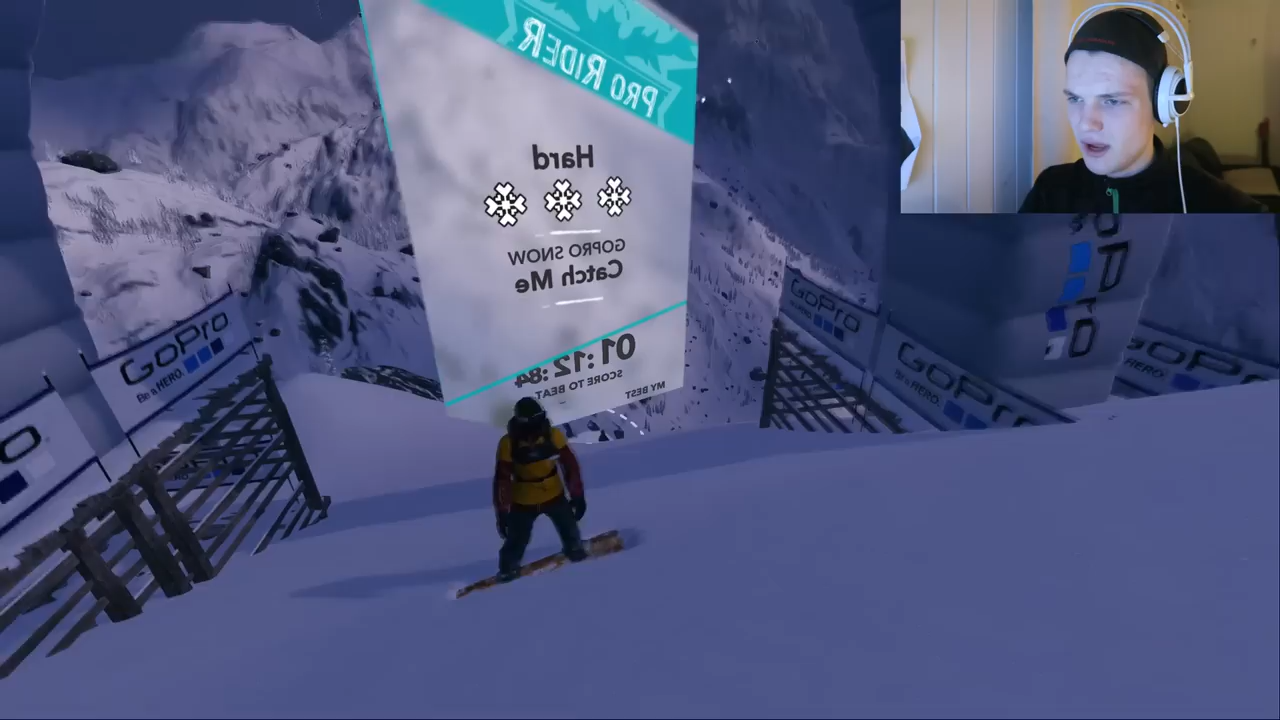 PRO RIDER
Hard
GOPRO SNOW
Catch Me
01:12:84
SCORE TO BEAT
MY BEST
GoPro
Be a HERO.
GoPro
GoPro
Be a HERO.
GoPro
GoPro